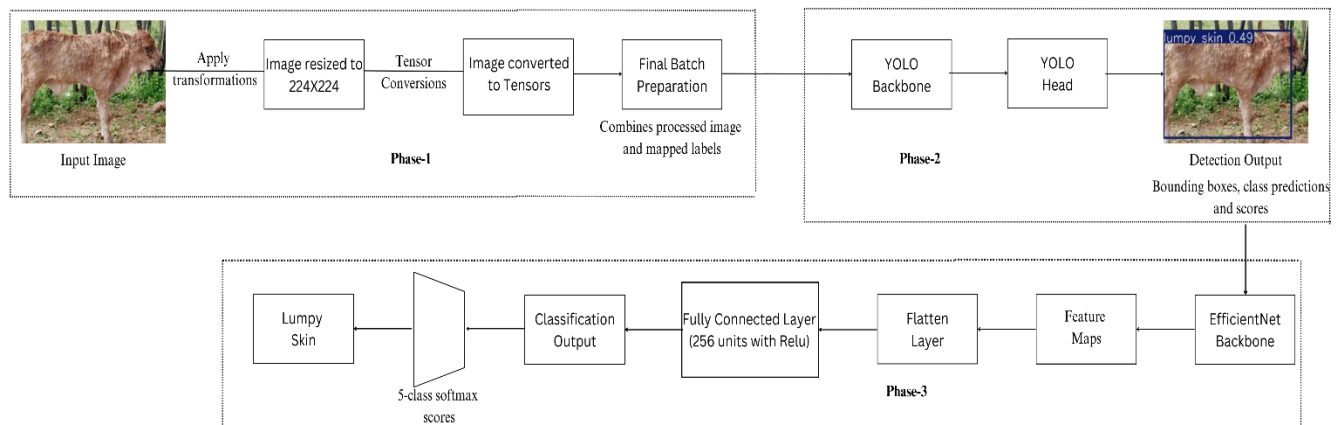 Apply
transformations
Image resized to
224X224
Tensor
Conversions
Image converted
to Tensors
Final Batch
Preparation
Combines processed image
and mapped labels
Input Image
Phase-1
YOLO
Backbone
YOLO
Head
lumpy skin 0.49
Phase-2
Detection Output
Bounding boxes, class predictions
and scores
EfficientNet
Backbone
Feature
Maps
Flatten
Layer
Fully Connected Layer
(256 units with Relu)
Classification
Output
5-class softmax
scores
Lumpy
Skin
Phase-3